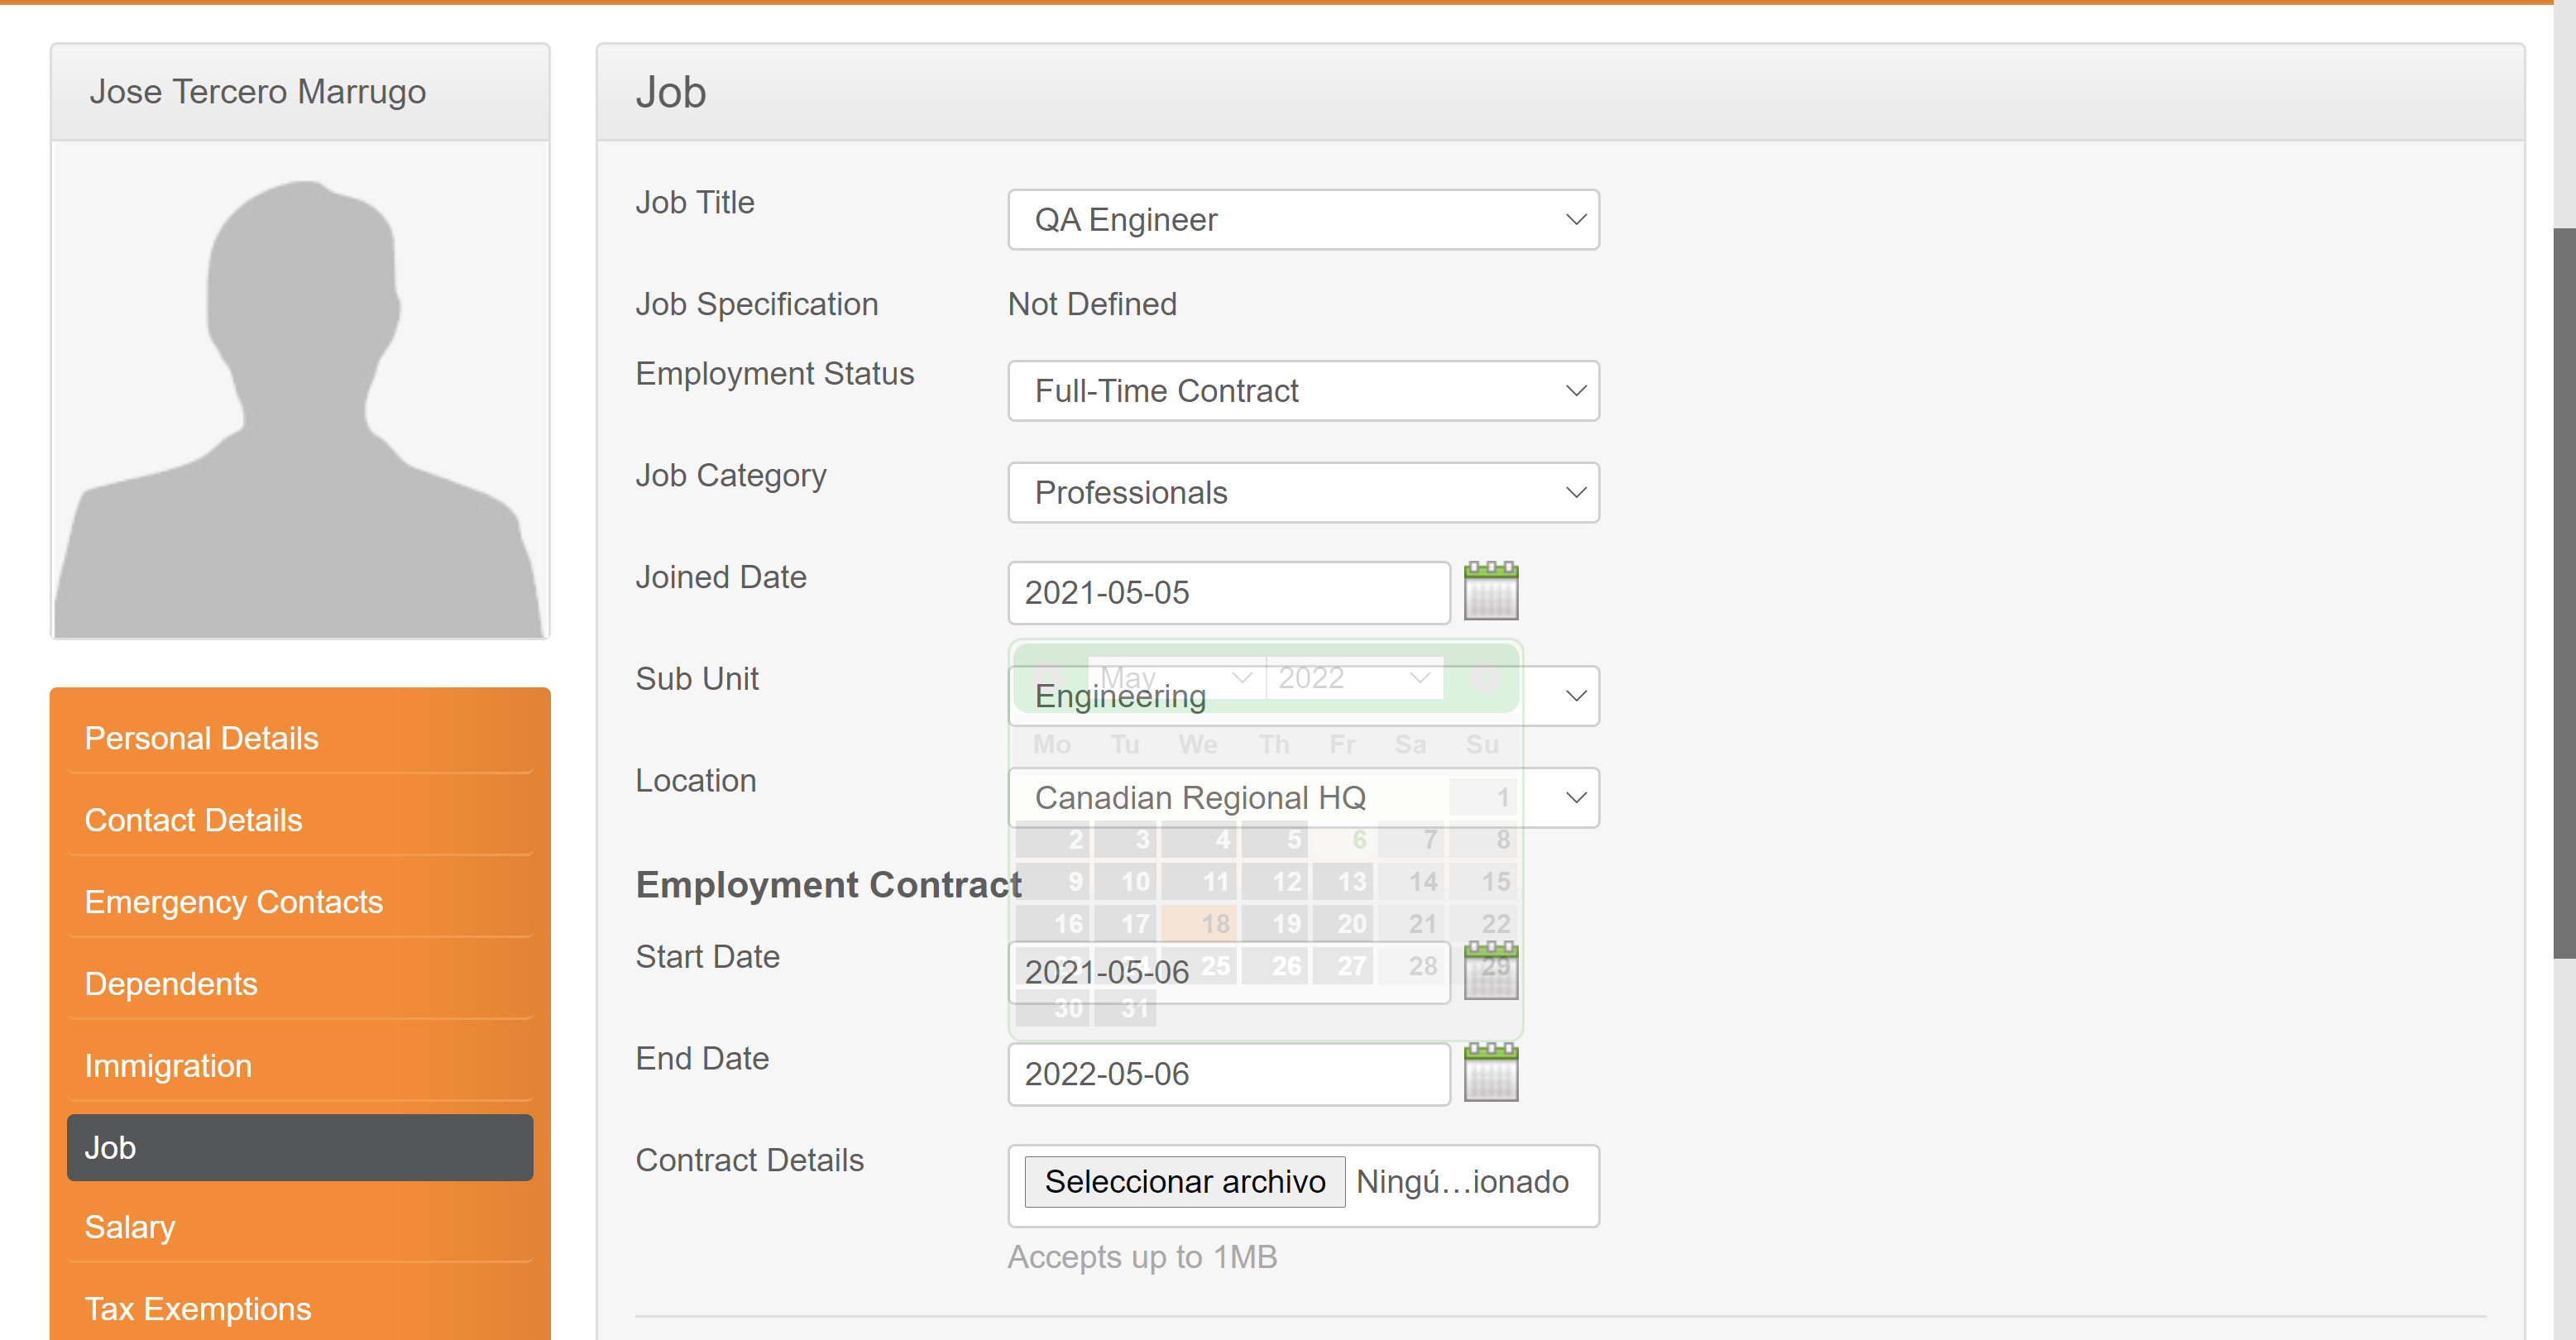 Jose Tercero Marrugo
Personal Details
Contact Details
Emergency Contacts
Dependents
Immigration
Job
Salary
Tax Exemptions
Job
Job Title
QA Engineer
Job Specification
Not Defined
Employment Status
Full-Time Contract
Job Category
Professionals
Joined Date
2021-05-05
Sub Unit
Engineering
May 2022
Mo Tu We Th Fr Sa Su
Location
Canadian Regional HQ
1
2 3 4 5 6 7 8
9 10 11 12 13 14 15
16 17 18 19 20 21 22
25 26 27 28 29
30 31
Employment Contract
Start Date
2021-05-06
End Date
2022-05-06
Contract Details
Seleccionar archivo Ningú…ionado
Accepts up to 1MB